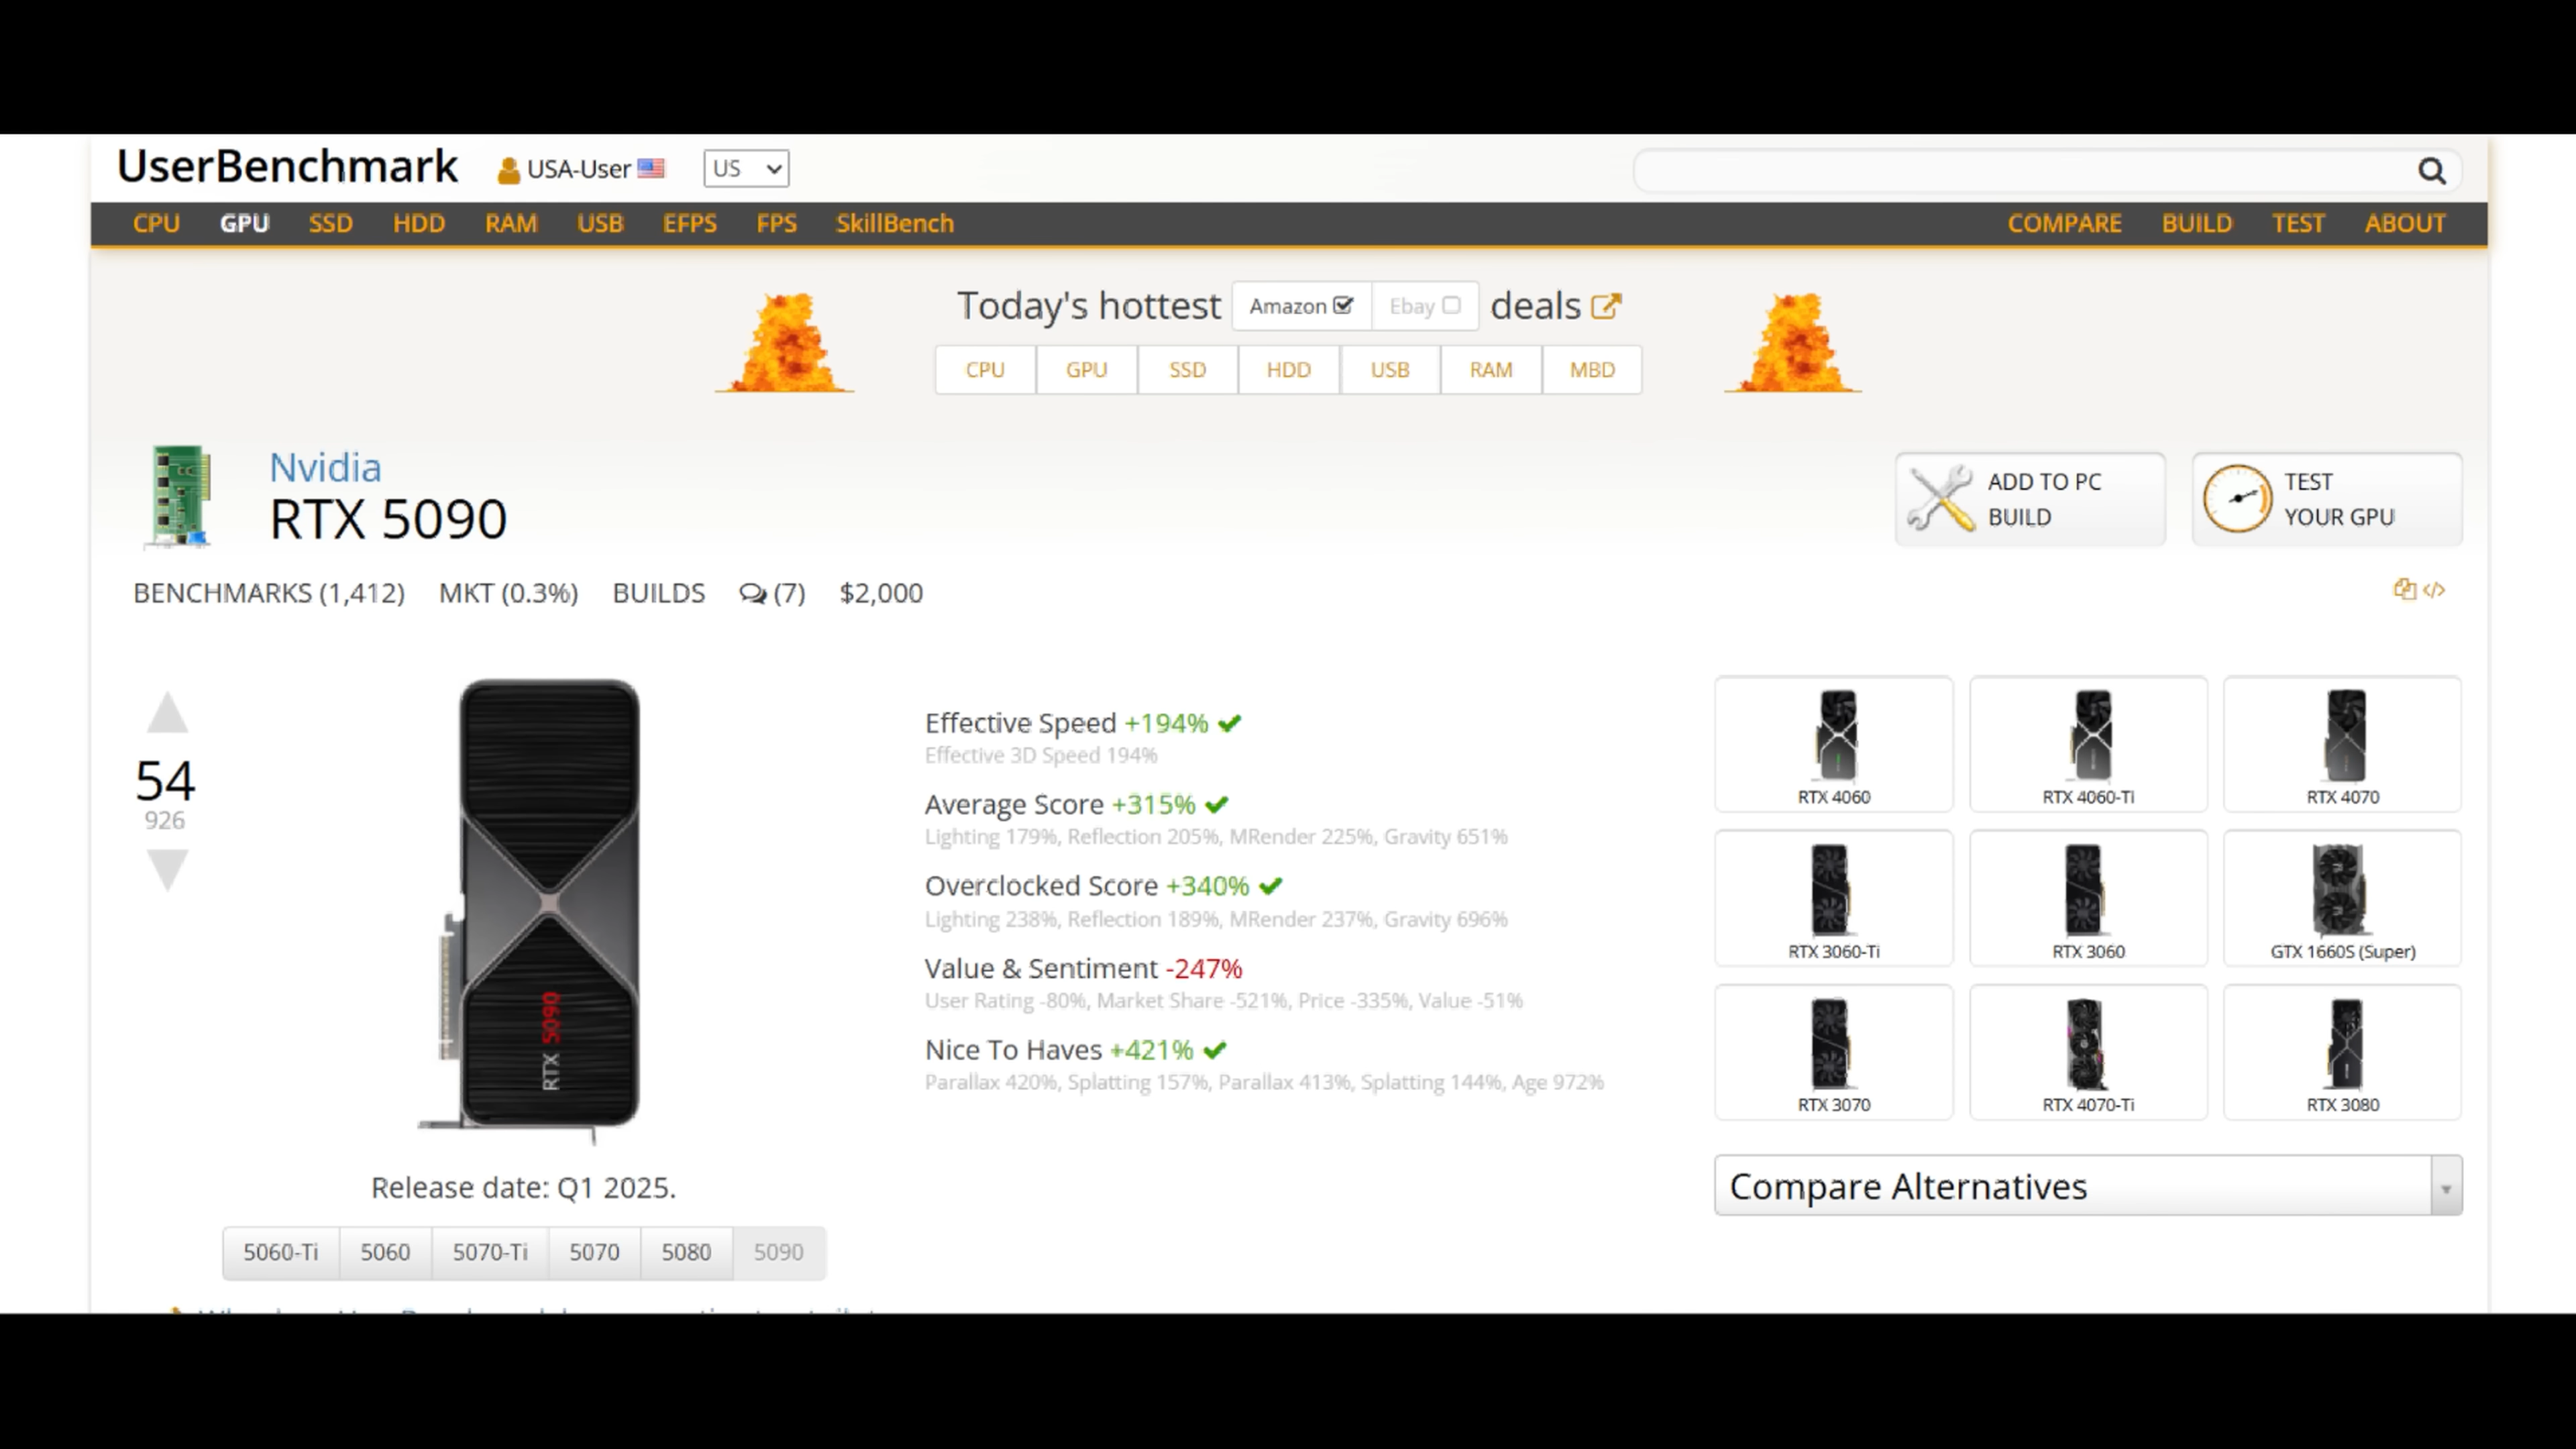 UserBenchmark USA-User US
CPU GPU SSD HDD RAM USB EFPS FPS SkillBench COMPARE BUILD TEST ABOUT
Today's hottest Amazon Ebay deals
CPU GPU SSD HDD USB RAM MBD
Nvidia
RTX 5090
ADD TO PC
BUILD
TEST
YOUR GPU
BENCHMARKS (1,412) MKT (0.3%) BUILDS (7) $2,000
54
926
RTX 5090
Release date: Q1 2025.
5060-Ti 5060 5070-Ti 5070 5080 5090
Effective Speed +194%
Effective 3D Speed 194%
Average Score +315%
Lighting 179%, Reflection 205%, MRender 225%, Gravity 651%
Overclocked Score +340%
Lighting 238%, Reflection 189%, MRender 237%, Gravity 696%
Value & Sentiment -247%
User Rating -80%, Market Share -521%, Price -335%, Value -51%
Nice To Haves +421%
Parallax 420%, Splatting 157%, Parallax 413%, Splatting 144%, Age 972%
RTX 4060 RTX 4060-Ti RTX 4070
RTX 3060-Ti RTX 3060 GTX 1660S (Super)
RTX 3070 RTX 4070-Ti RTX 3080
Compare Alternatives